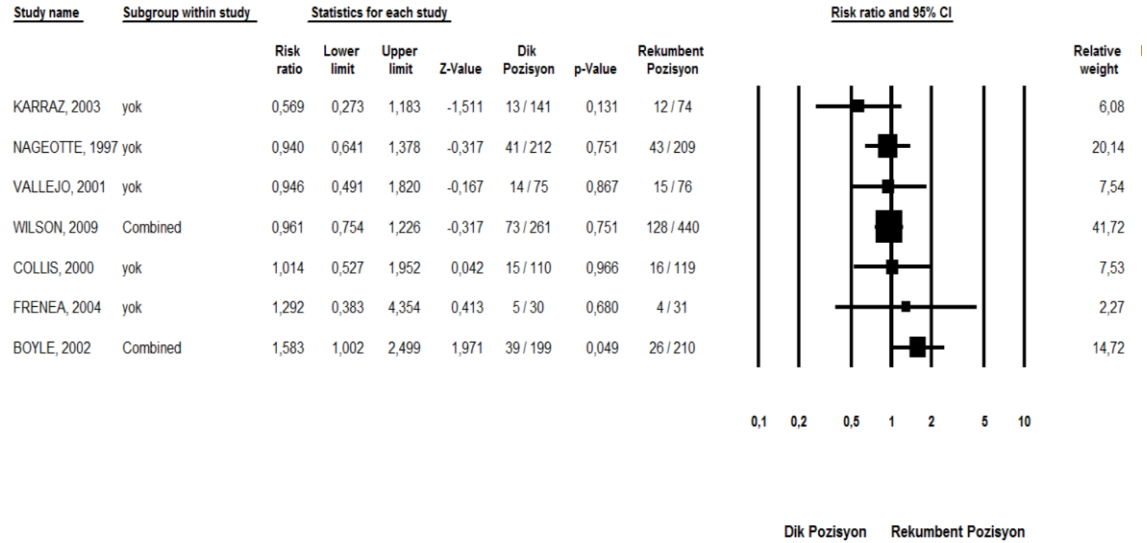 Study name Subgroup within study Statistics for each study Risk ratio and 95% CI
Risk ratio Lower limit Upper limit Z-Value Dik Pozisyon p-Value Rekumbent Pozisyon Relative weight
KARRAZ, 2003 yok 0,569 0,273 1,183 -1,511 13 / 141 0,131 12 / 74 6,08
NAGEOTTE, 1997 yok 0,940 0,641 1,378 -0,317 41 / 212 0,751 43 / 209 20,14
VALLEJO, 2001 yok 0,946 0,491 1,820 -0,167 14 / 75 0,867 15 / 76 7,54
WILSON, 2009 Combined 0,961 0,754 1,226 -0,317 73 / 261 0,751 128 / 440 41,72
COLLIS, 2000 yok 1,014 0,527 1,952 0,042 15 / 110 0,966 16 / 119 7,53
FRENEA, 2004 yok 1,292 0,383 4,354 0,413 5 / 30 0,680 4 / 31 2,27
BOYLE, 2002 Combined 1,583 1,002 2,499 1,971 39 / 199 0,049 26 / 210 14,72
0,1 0,2 0,5 1 2 5 10
Dik Pozisyon Rekumbent Pozisyon